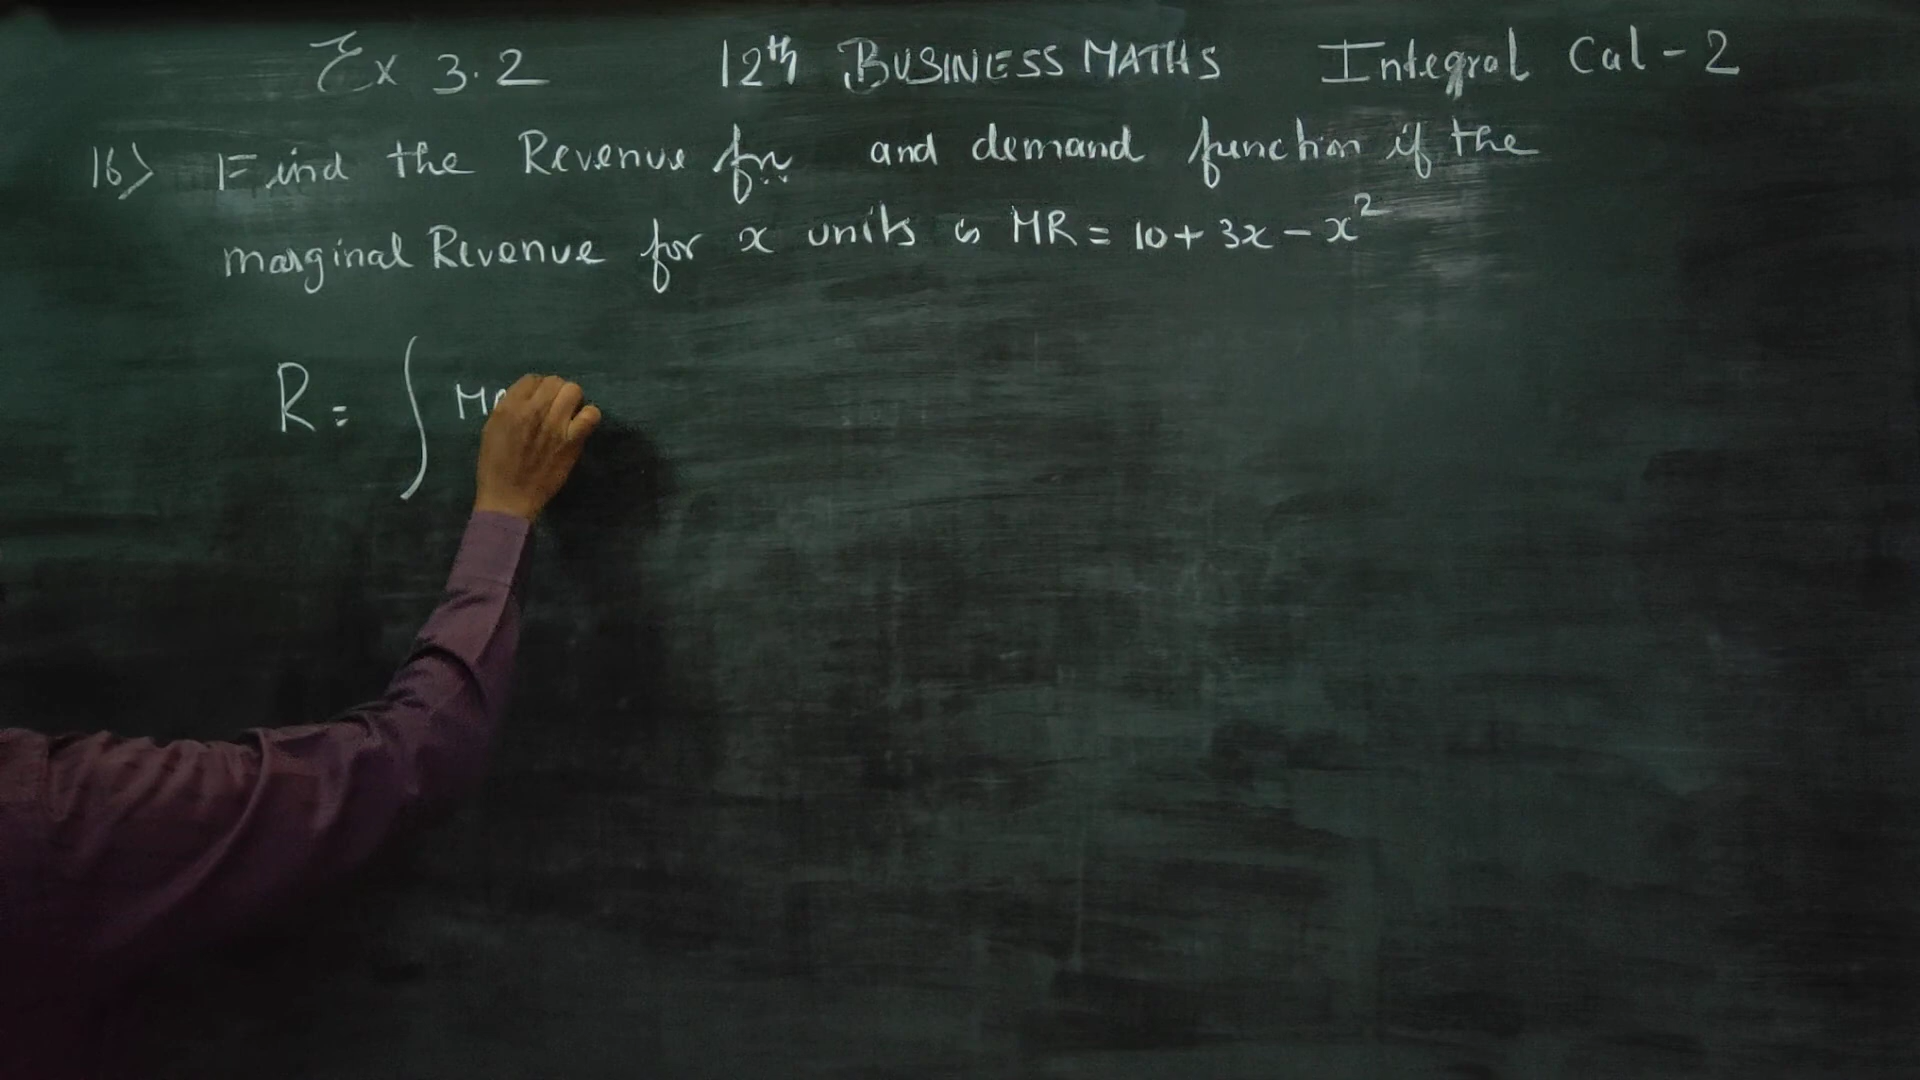 Ex 3.2 12th BUSINESS MATHS Integral Cal - 2
16) Find the Revenue fn and demand function if the
marginal Revenue for x units is MR = 10 + 3x - x²
R = ∫ MR